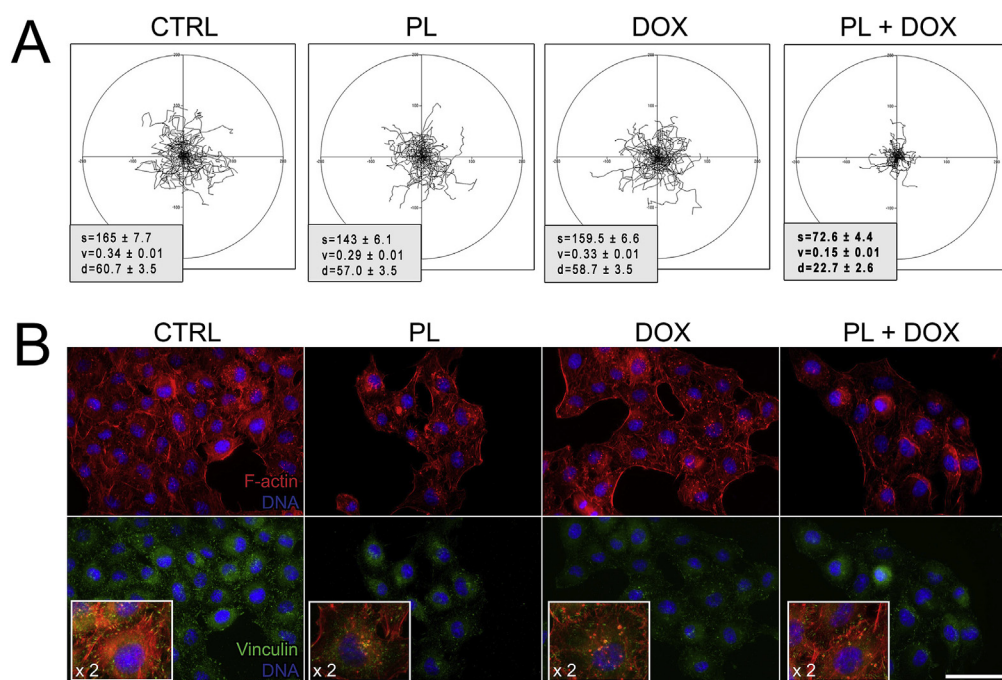 A
CTRL
PL
DOX
PL + DOX
s=165 ± 7.7
v=0.34 ± 0.01
d=60.7 ± 3.5
s=143 ± 6.1
v=0.29 ± 0.01
d=57.0 ± 3.5
s=159.5 ± 6.6
v=0.33 ± 0.01
d=58.7 ± 3.5
s=72.6 ± 4.4
v=0.15 ± 0.01
d=22.7 ± 2.6
B
CTRL
PL
DOX
PL + DOX
F-actin
DNA
Vinculin
DNA
x 2
x 2
x 2
x 2